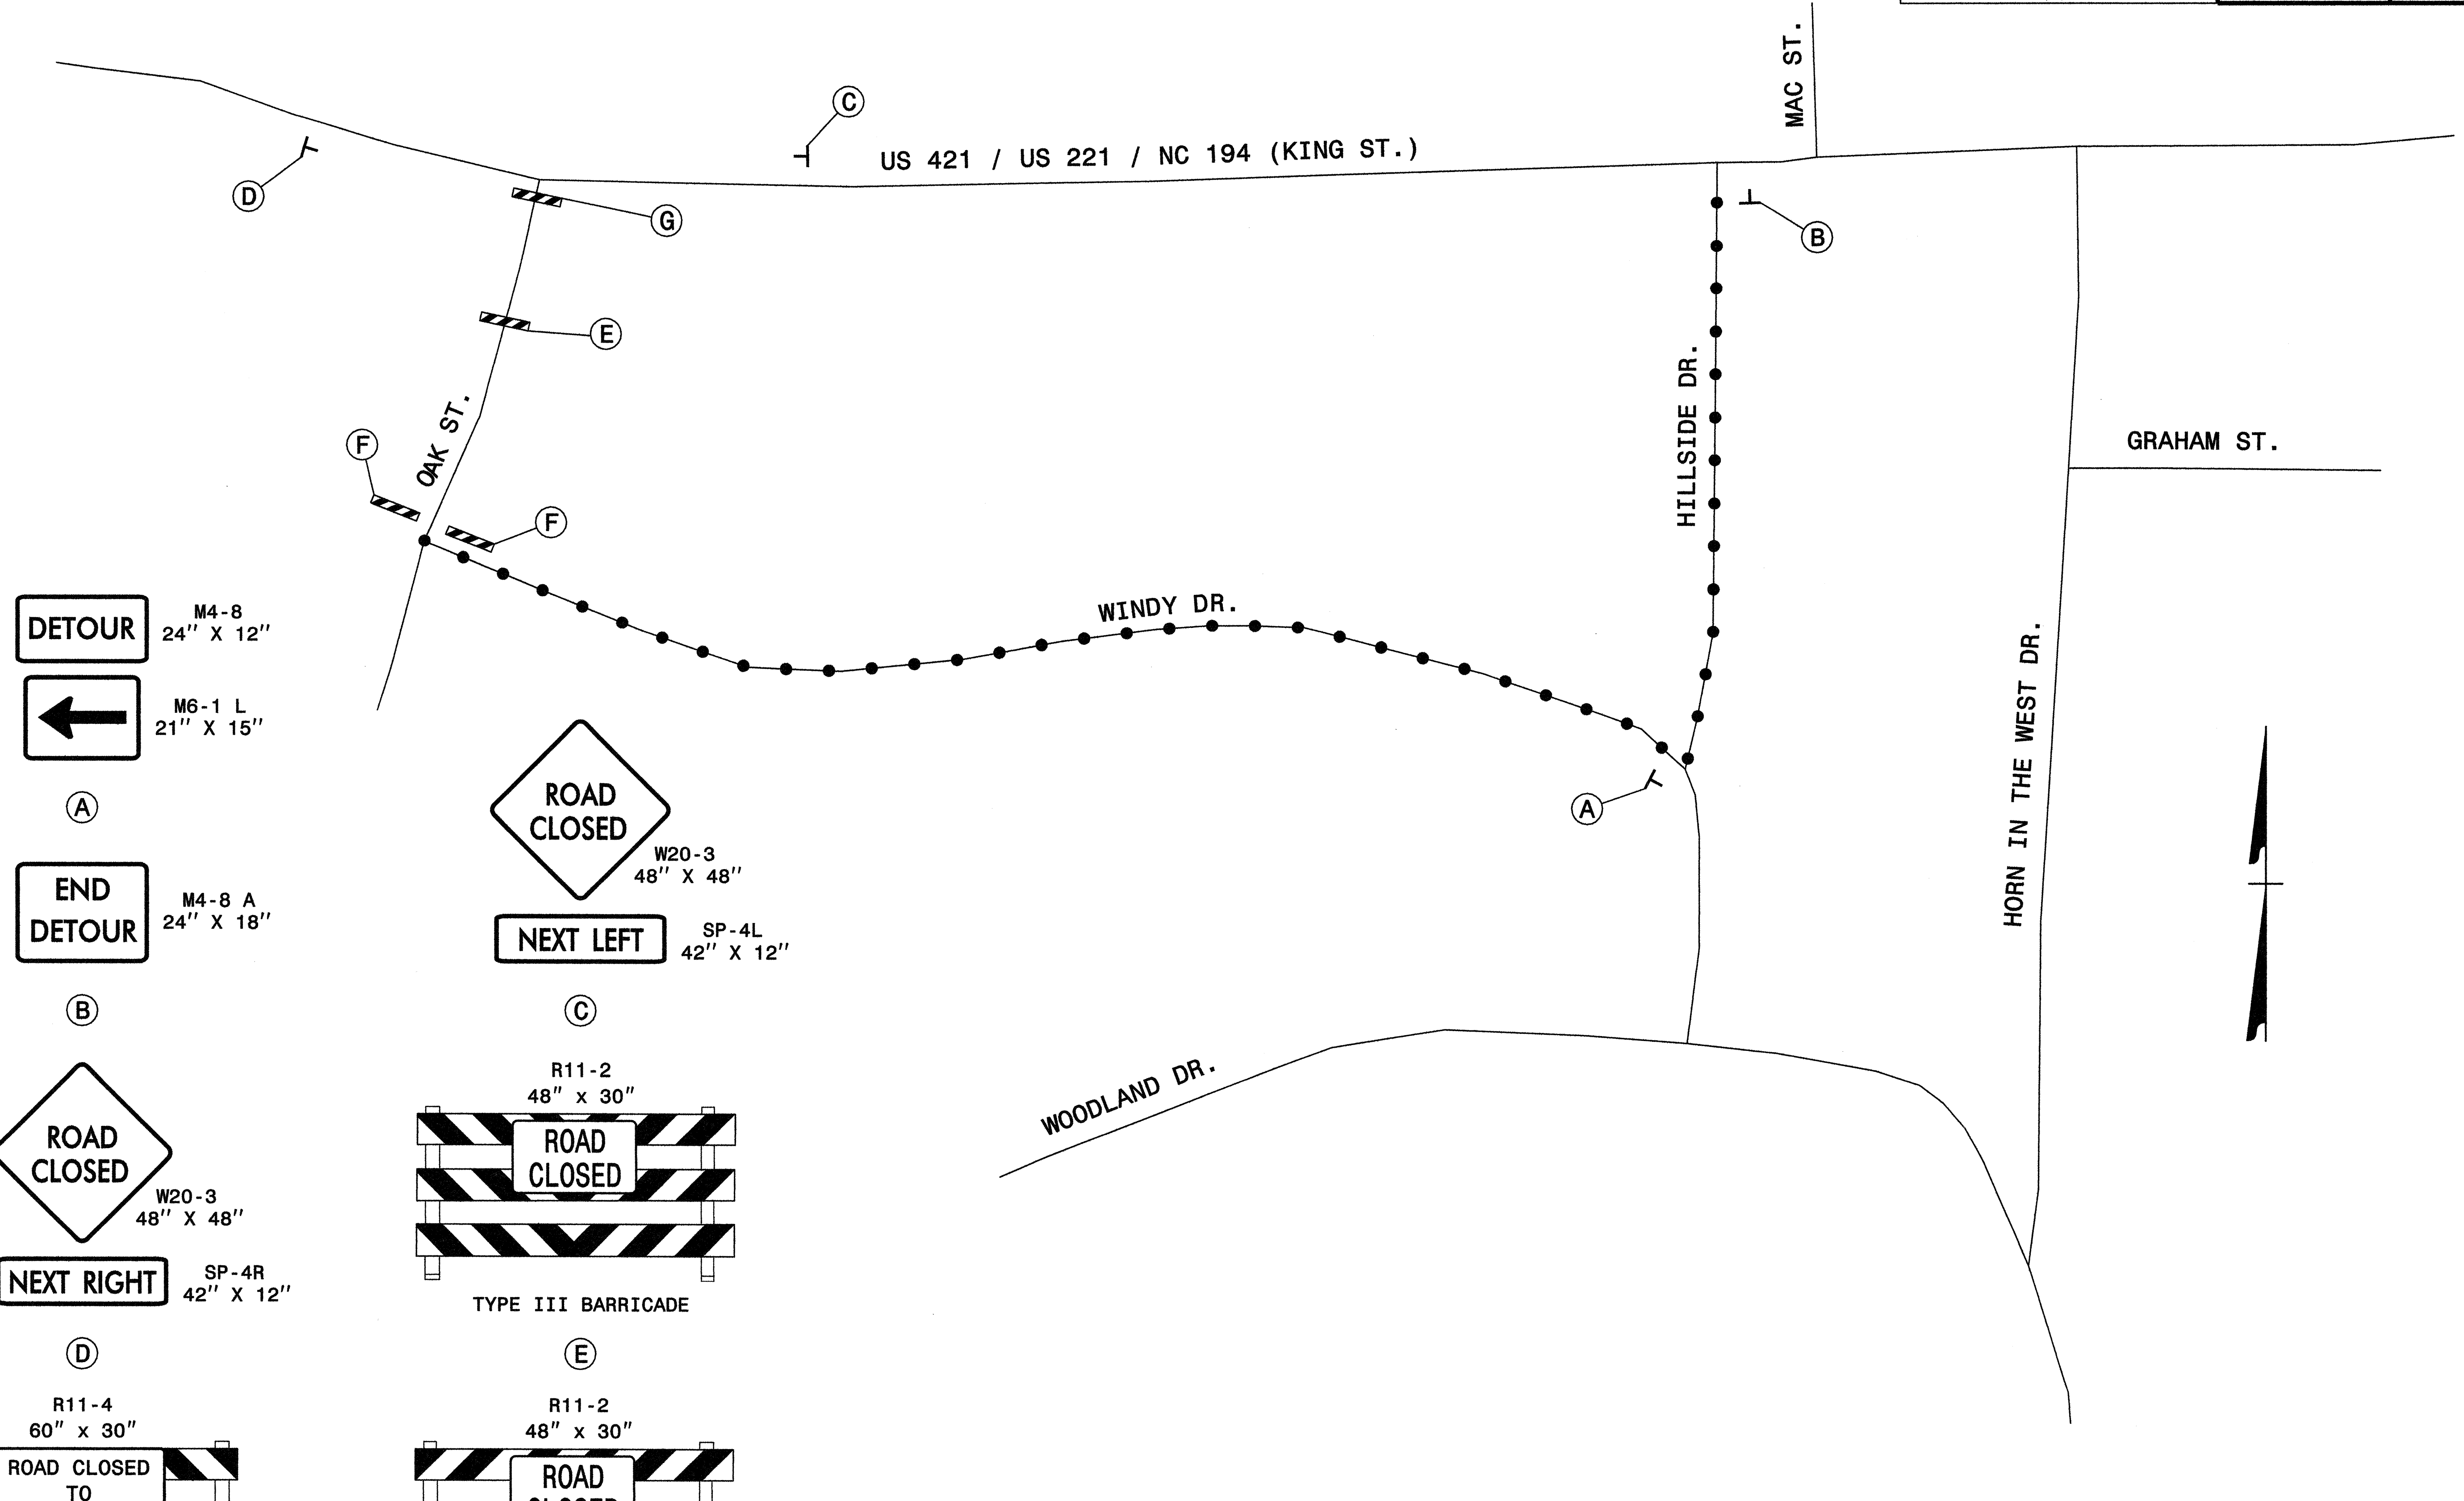 MAC ST.
C
US 421 / US 221 / NC 194 (KING ST.)
D
G
B
E
HILLSIDE DR.
OAK ST.
F
GRAHAM ST.
F
WINDY DR.
HORN IN THE WEST DR.
A
WOODLAND DR.
DETOUR
M4-8
24" X 12"
M6-1 L
21" X 15"
A
END
DETOUR
M4-8 A
24" X 18"
B
ROAD
CLOSED
W20-3
48" X 48"
NEXT LEFT
SP-4L
42" X 12"
C
ROAD
CLOSED
W20-3
48" X 48"
NEXT RIGHT
SP-4R
42" X 12"
D
R11-2
48" x 30"
ROAD
CLOSED
TYPE III BARRICADE
E
R11-4
60" x 30"
ROAD CLOSED
TO
R11-2
48" x 30"
ROAD
CLOSED